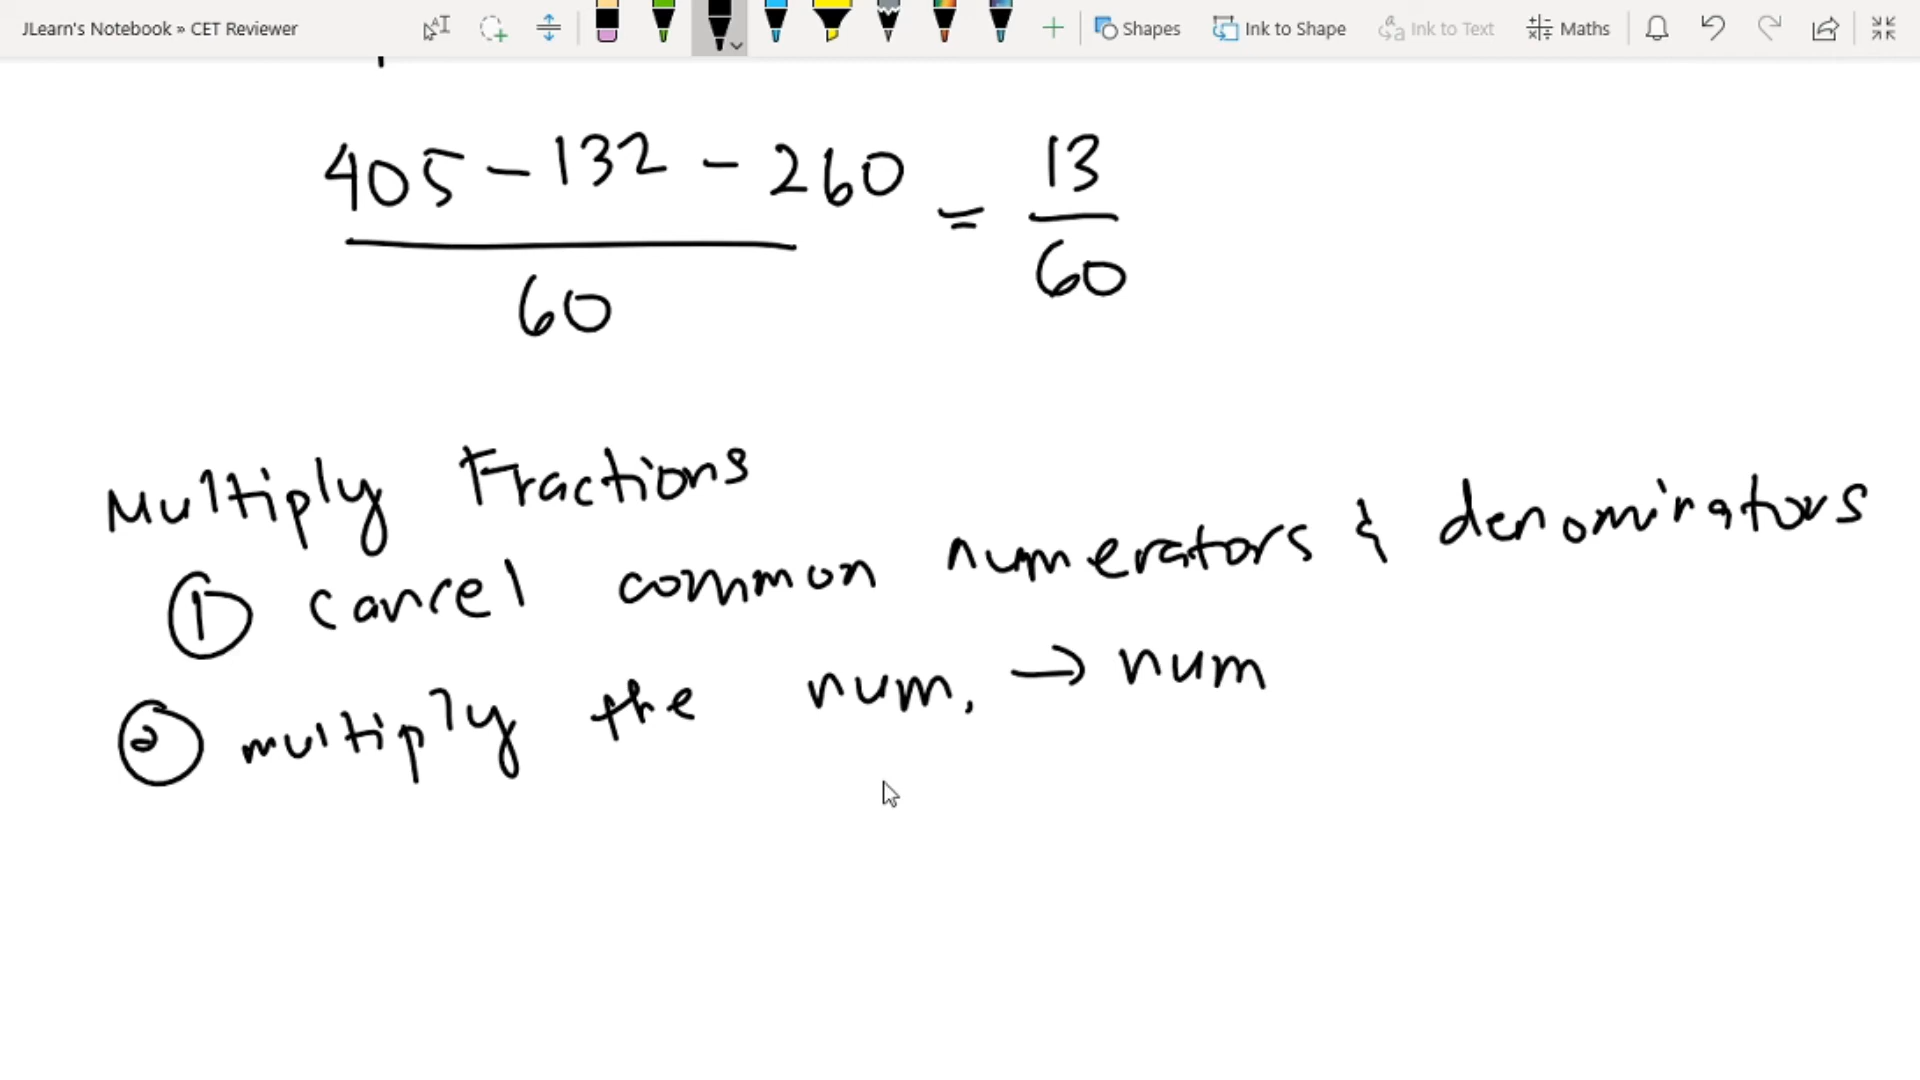 JLearn's Notebook » CET Reviewer
Shapes Ink to Shape Ink to Text Maths
405 - 132 - 260 = 13
60 60
Multiply Fractions
① cancel common numerators & denominators
② multiply the num. → num